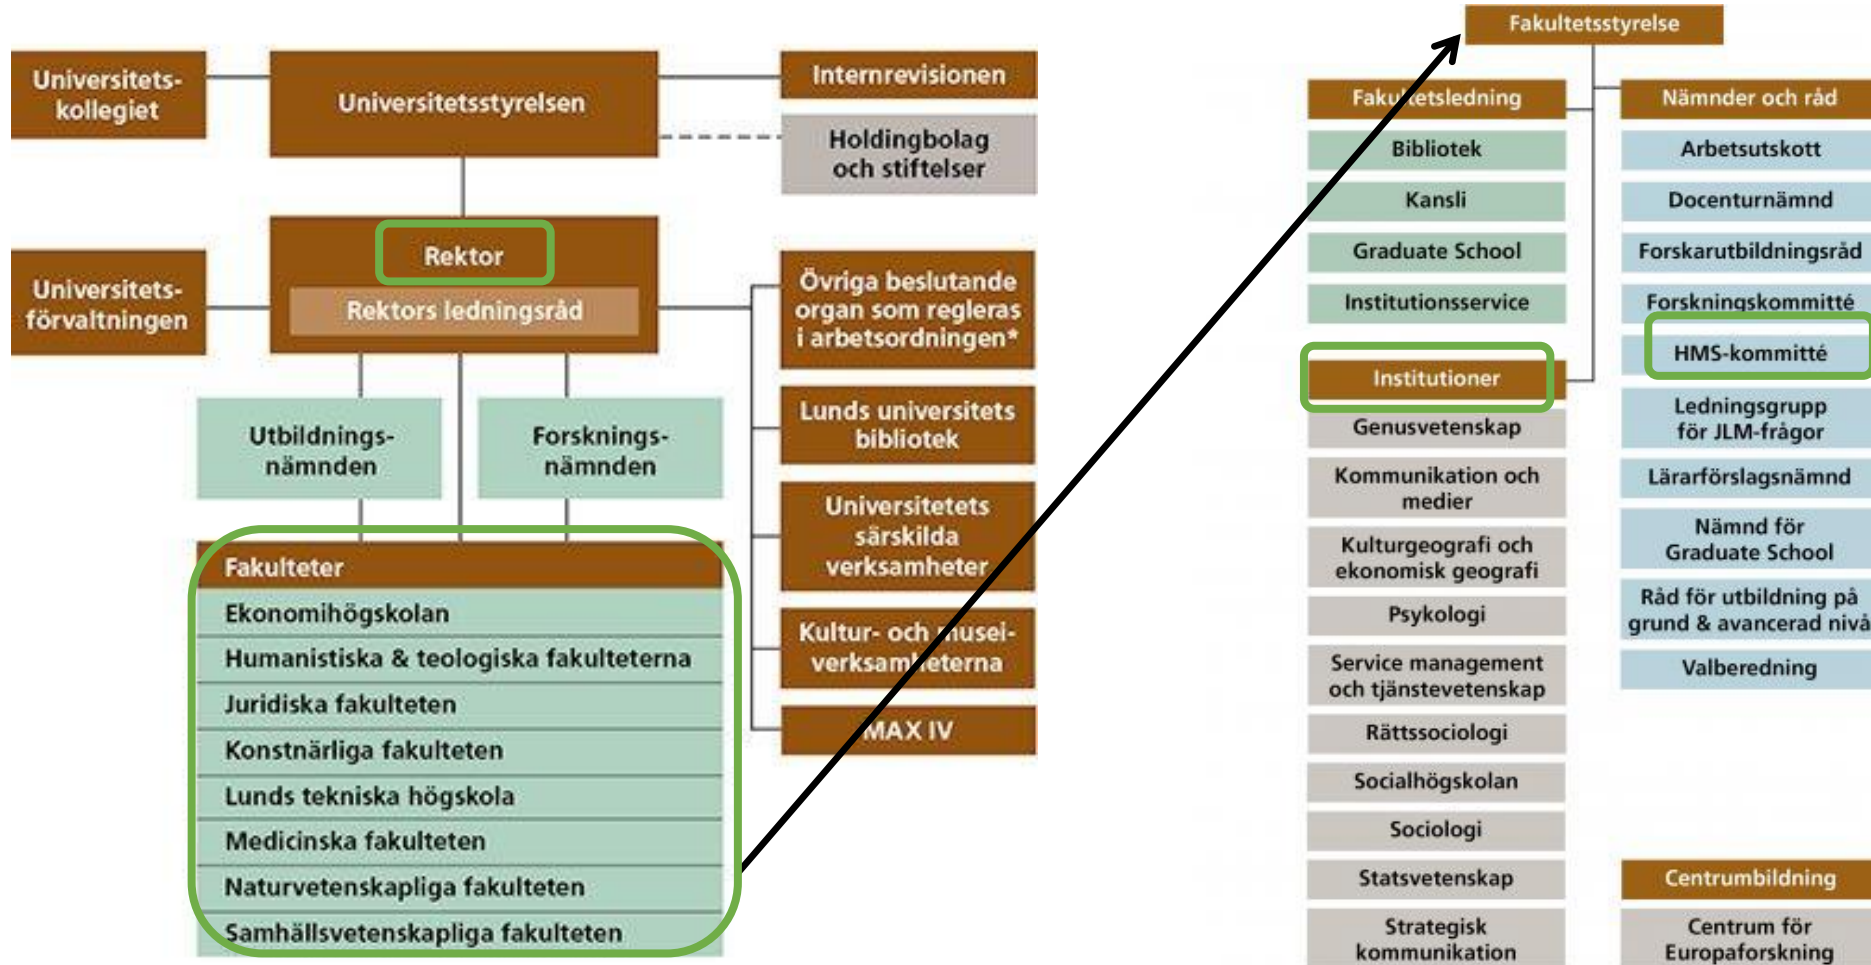 Universitets-
kollegiet
Universitetsstyrelsen
Internrevisionen
Holdingbolag
och stiftelser
Rektor
Rektors ledningsråd
Universitets-
förvaltningen
Övriga beslutande
organ som regleras
i arbetsordningen*
Lunds universitets
bibliotek
Universitetets
särskilda
verksamheter
Kultur- och musei-
verksamheterna
MAX IV
Utbildnings-
nämnden
Forsknings-
nämnden
Fakulteter
Ekonomihögskolan
Humanistiska & teologiska fakulteterna
Juridiska fakulteten
Konstnärliga fakulteten
Lunds tekniska högskola
Medicinska fakulteten
Naturvetenskapliga fakulteten
Samhällsvetenskapliga fakulteten
Fakultetsstyrelse
Fakultetsledning
Bibliotek
Kansli
Graduate School
Institutionsservice
Institutioner
Genusvetenskap
Kommunikation och
medier
Kulturgeografi och
ekonomisk geografi
Psykologi
Service management
och tjänstevetenskap
Rättssociologi
Socialhögskolan
Sociologi
Statsvetenskap
Strategisk
kommunikation
Nämnder och råd
Arbetsutskott
Docenturnämnd
Forskarutbildningsråd
Forskningskommitté
HMS-kommitté
Ledningsgrupp
för JLM-frågor
Lärarförslagsnämnd
Nämnd för
Graduate School
Råd för utbildning på
grund & avancerad nivå
Valberedning
Centrumbildning
Centrum för
Europaforskning